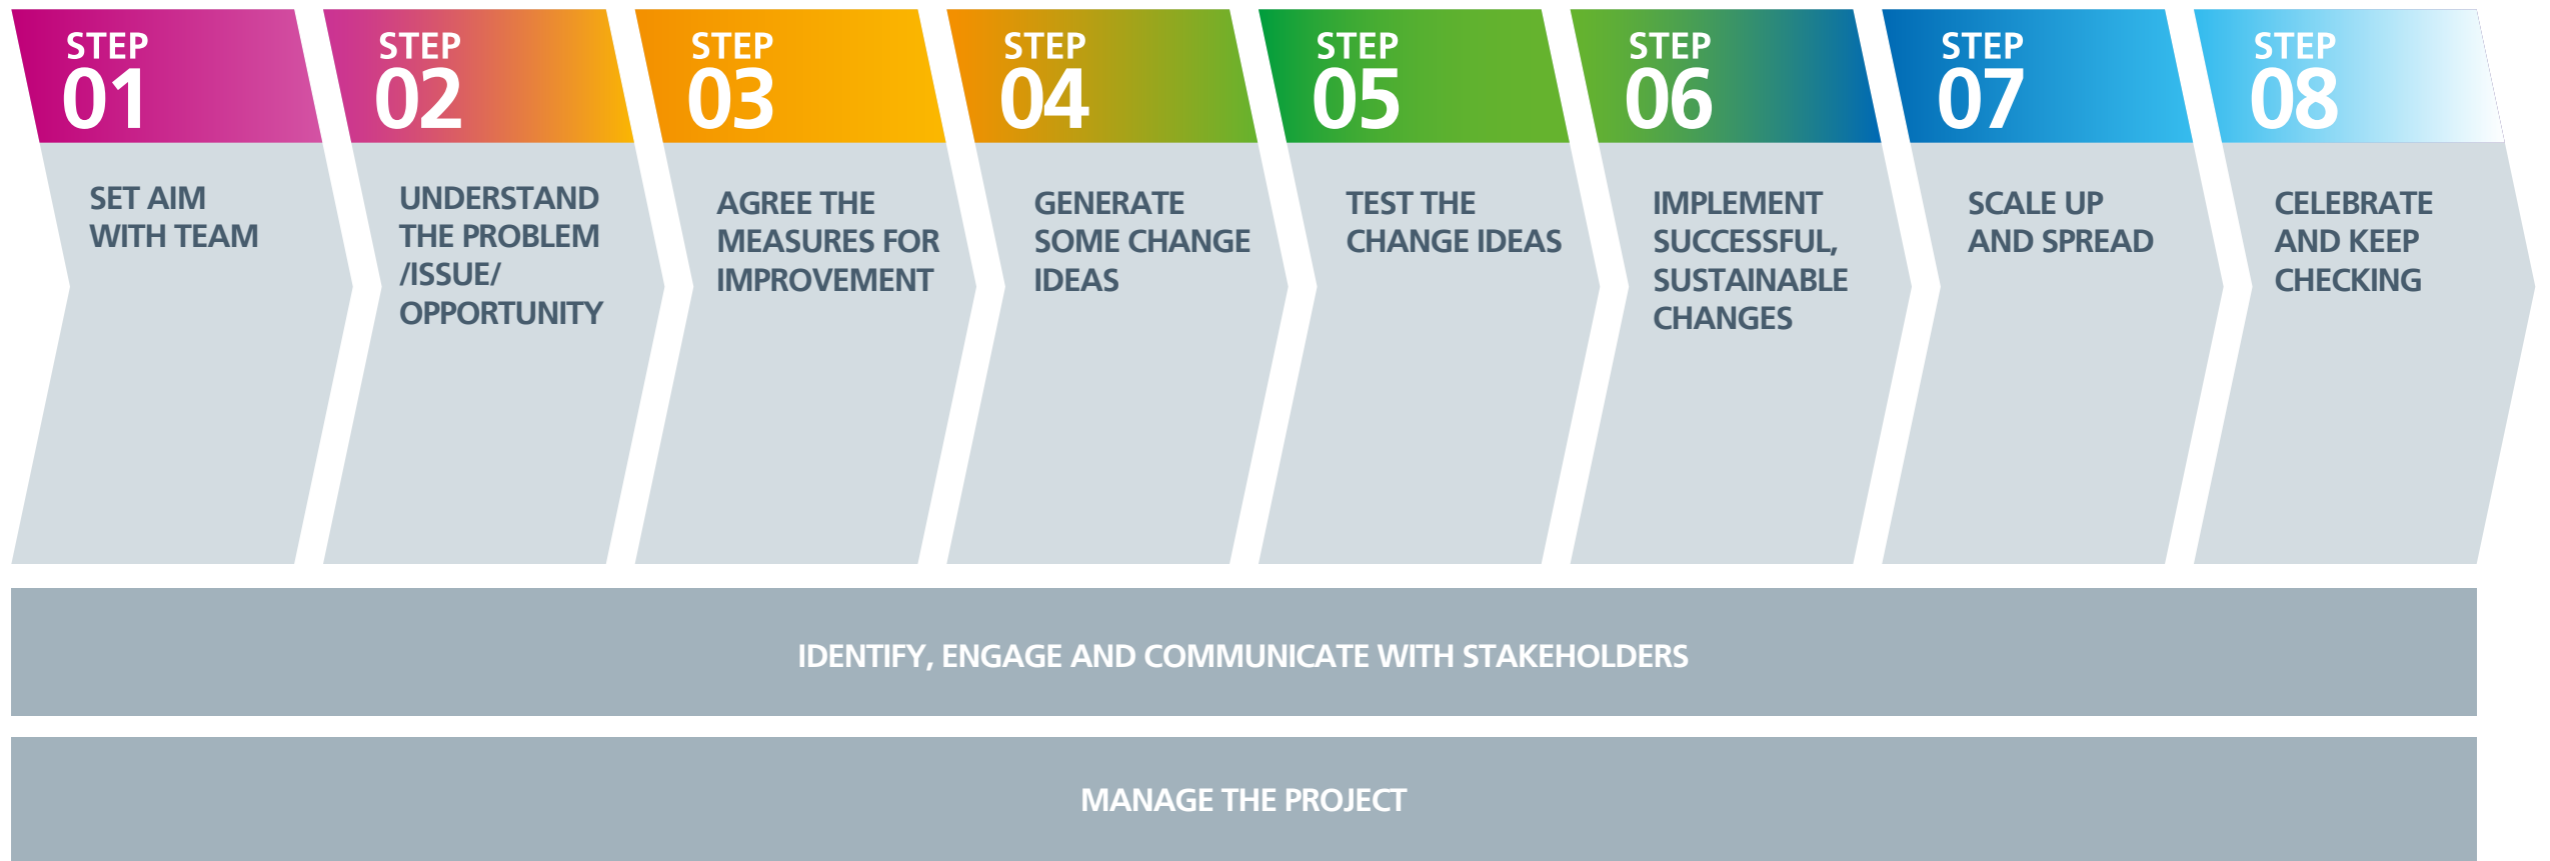 STEP
01
SET AIM
WITH TEAM
STEP
02
UNDERSTAND
THE PROBLEM
/ISSUE/
OPPORTUNITY
STEP
03
AGREE THE
MEASURES FOR
IMPROVEMENT
STEP
04
GENERATE
SOME CHANGE
IDEAS
STEP
05
TEST THE
CHANGE IDEAS
STEP
06
IMPLEMENT
SUCCESSFUL,
SUSTAINABLE
CHANGES
STEP
07
SCALE UP
AND SPREAD
STEP
08
CELEBRATE
AND KEEP
CHECKING
IDENTIFY, ENGAGE AND COMMUNICATE WITH STAKEHOLDERS
MANAGE THE PROJECT